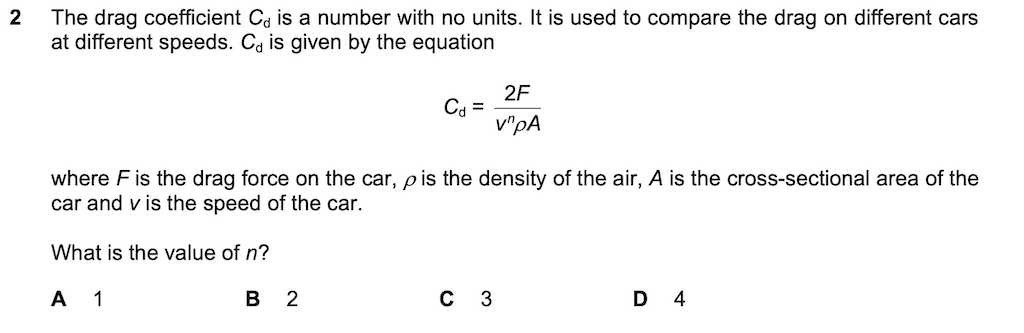 2 The drag coefficient Cd is a number with no units. It is used to compare the drag on different cars
at different speeds. Cd is given by the equation
Cd = 2F / vⁿρA
where F is the drag force on the car, ρ is the density of the air, A is the cross-sectional area of the
car and v is the speed of the car.
What is the value of n?
A 1 B 2 C 3 D 4